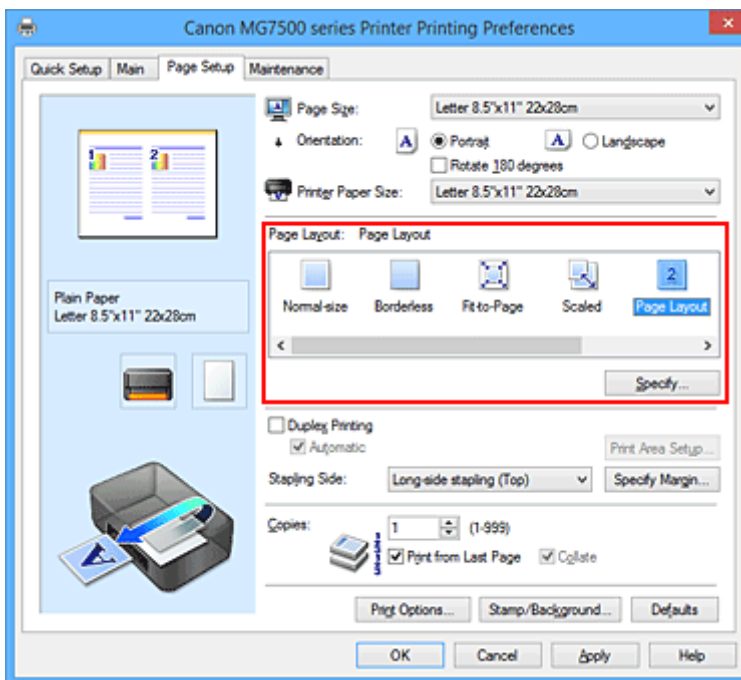 Canon MG7500 series Printer Printing Preferences
Quick Setup Main Page Setup Maintenance
Page Size: Letter 8.5"x11" 22x28cm
Orientation: A Portrait A Landscape
Rotate 180 degrees
Printer Paper Size: Letter 8.5"x11" 22x28cm
1 2
Page Layout: Page Layout
2
Normal-size Borderless Fit-to-Page Scaled Page Layout
Plain Paper
Letter 8.5"x11" 22x28cm
Specify...
Duplex Printing
Automatic Print Area Setup...
Stapling Side: Long-side stapling (Top) Specify Margin...
Copies: 1 (1-999)
Print from Last Page Collate
A
Print Options... Stamp/Background... Defaults
OK Cancel Apply Help